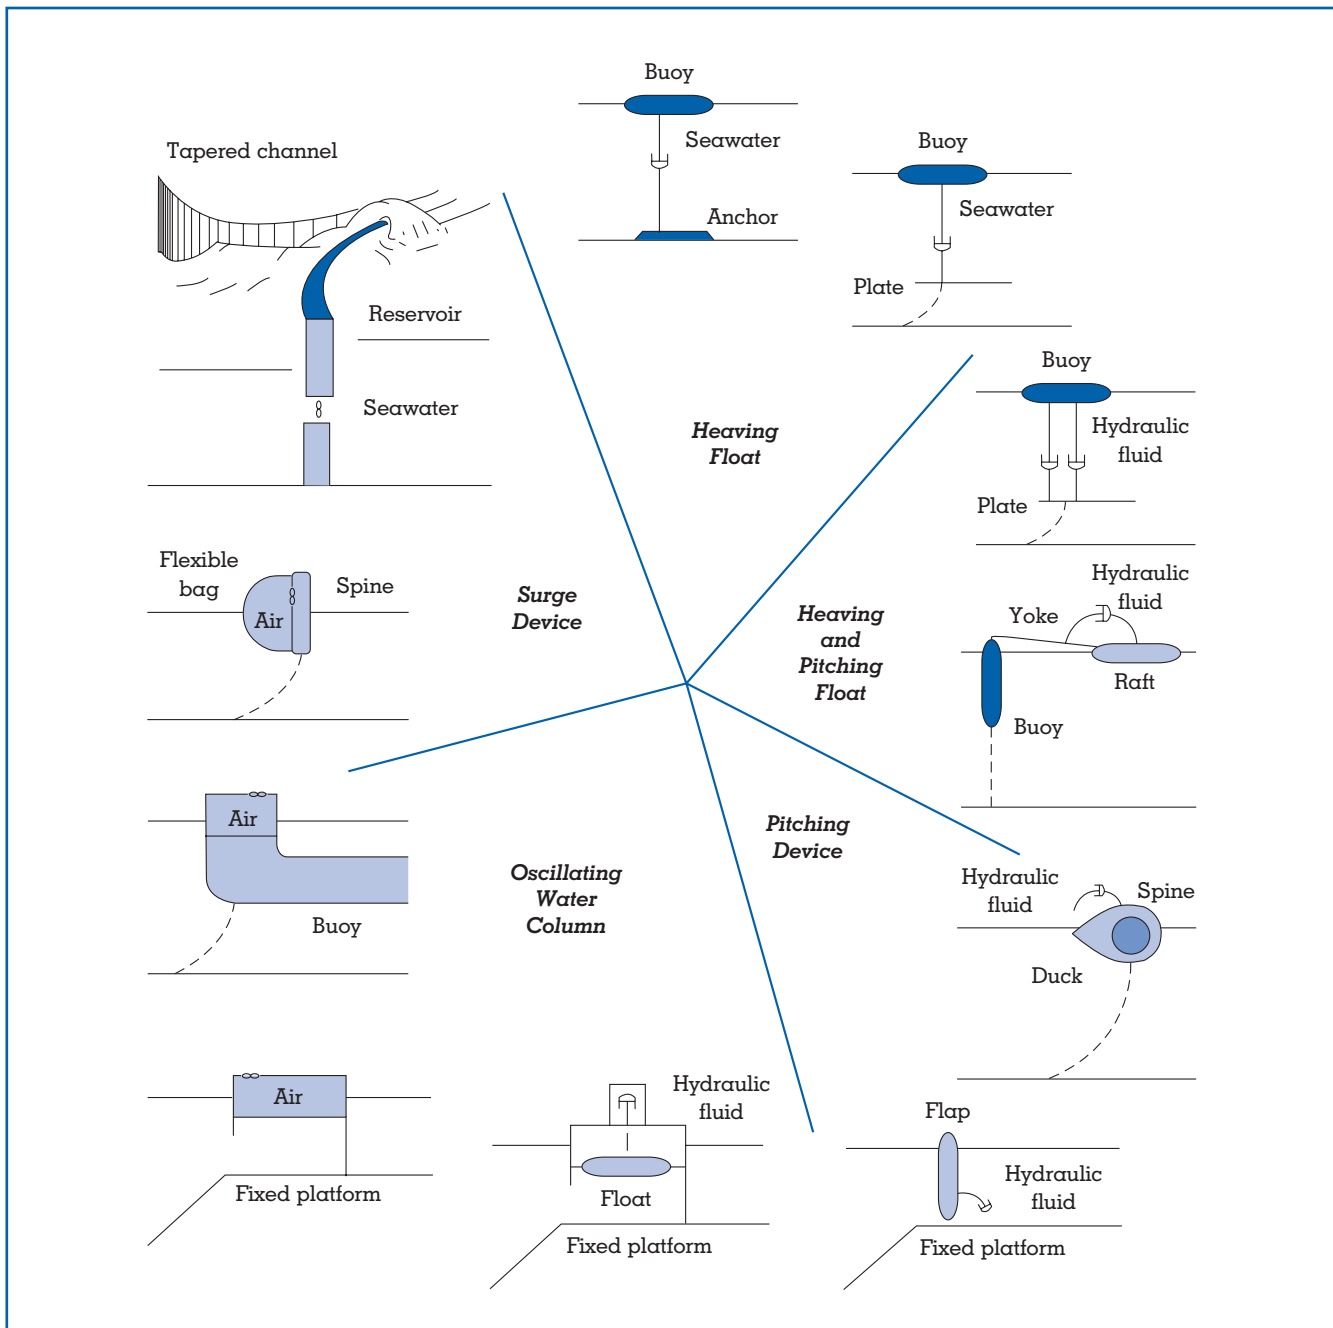 Buoy
Seawater
Anchor
Buoy
Seawater
Plate
Tapered channel
Reservoir
Seawater
Heaving
Float
Buoy
Hydraulic
fluid
Plate
Flexible
bag
Air
Spine
Surge
Device
Heaving
and
Pitching
Float
Hydraulic
fluid
Yoke
Raft
Buoy
Air
Buoy
Oscillating
Water
Column
Pitching
Device
Hydraulic
fluid
Spine
Duck
Air
Fixed platform
Hydraulic
fluid
Float
Fixed platform
Flap
Hydraulic
fluid
Fixed platform